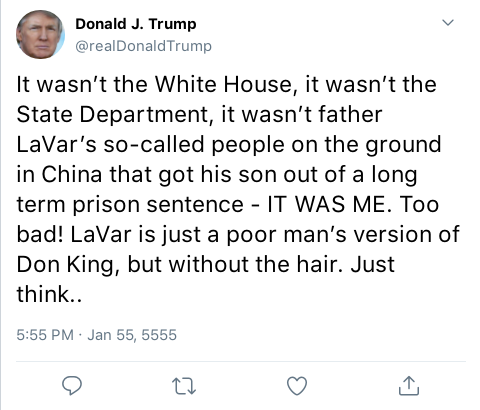 Donald J. Trump
@realDonaldTrump
It wasn’t the White House, it wasn’t the
State Department, it wasn’t father
LaVar’s so-called people on the ground
in China that got his son out of a long
term prison sentence - IT WAS ME. Too
bad! LaVar is just a poor man’s version of
Don King, but without the hair. Just
think..
5:55 PM · Jan 55, 5555